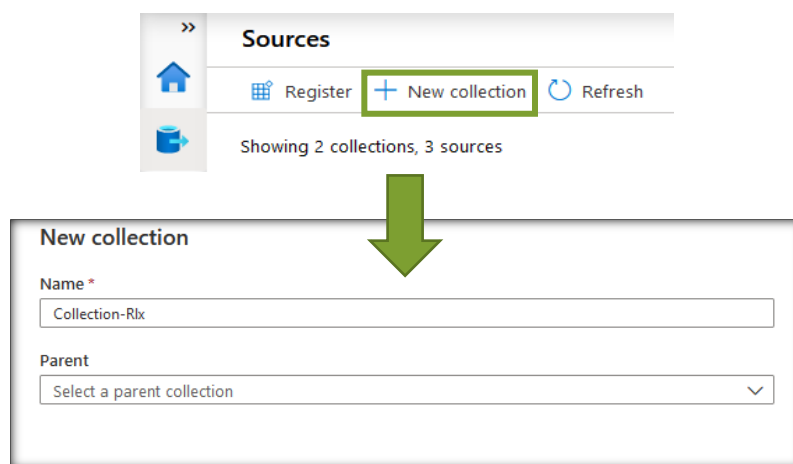 »
Sources
Register + New collection Refresh
Showing 2 collections, 3 sources
New collection
Name *
Collection-Rlx
Parent
Select a parent collection